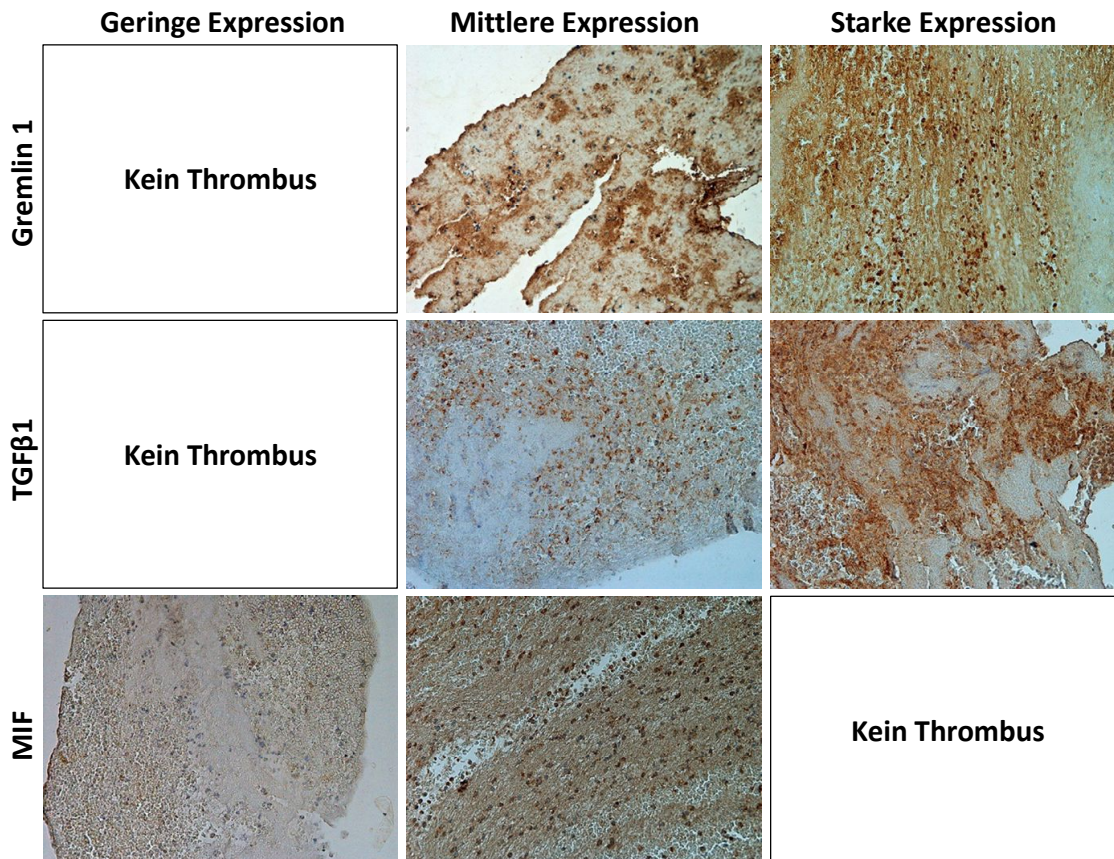 Geringe Expression
Mittlere Expression
Starke Expression
Gremlin 1
Kein Thrombus
TGFβ1
Kein Thrombus
MIF
Kein Thrombus